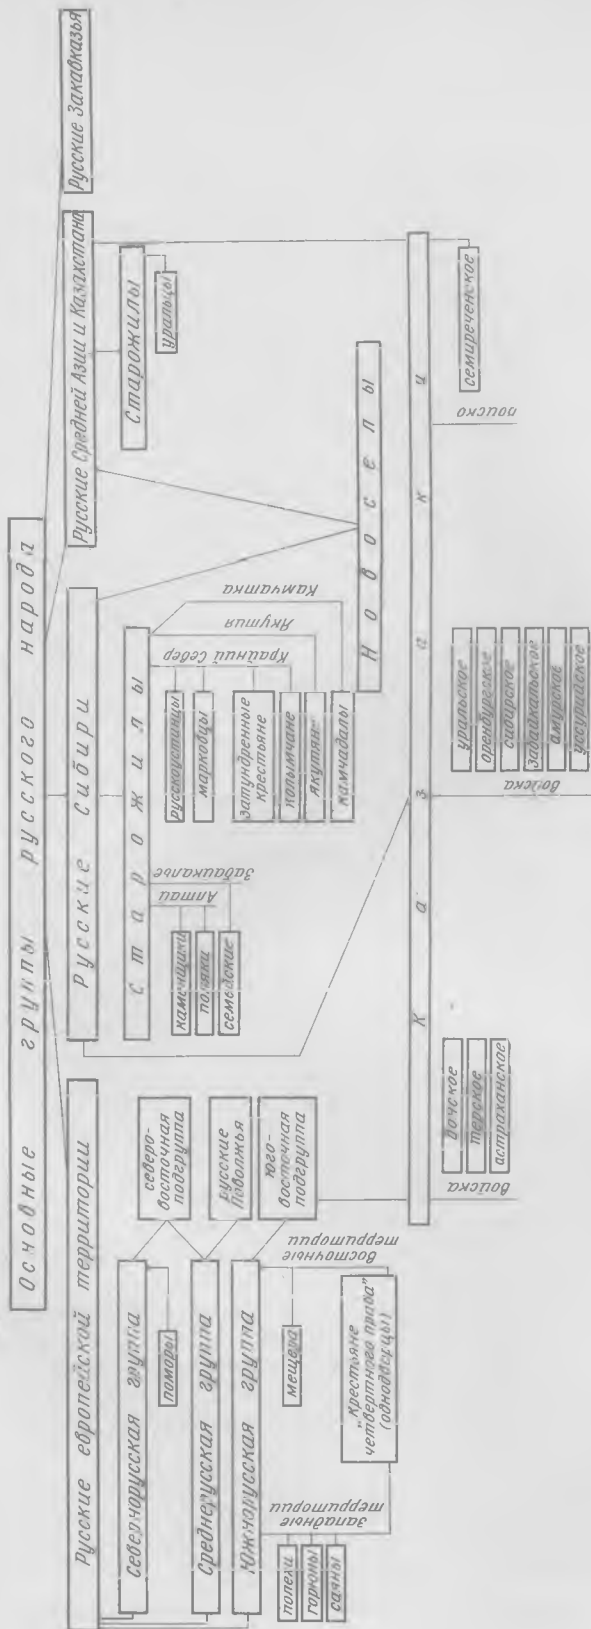 Основные группы русского народа
Русские европейской территории
Русские Сибири
Русские Средней Азии и Казахстана
Русские Закавказья
Севернорусская группа
поморы
Среднерусская группа
Южнорусская группа
северо-
восточная
подгруппа
русские
Поволжья
юго-
восточная
подгруппа
Западные
территории
полехи
горюны
саяны
Восточные
территории
мещера
"Крестьяне
четвертного права"
(однодворцы)
Старожилы
Алтай
Забайкалье
каменщики
поляки
семейские
Крайний Север
Якутия
Камчатка
русскоустинцы
марковцы
затундренные
крестьяне
колымчане
якутяне
камчадалы
Старожилы
уральцы
Новоселы
Казаки
Войска
донское
терское
астраханское
Войска
уральское
оренбургское
сибирское
забайкальское
амурское
уссурийское
войско
семиреченское